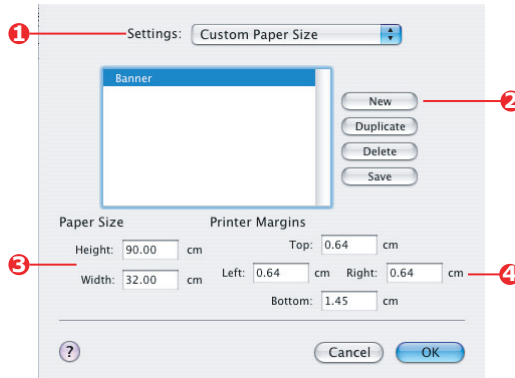 1 Settings: Custom Paper Size
Banner
New 2
Duplicate
Delete
Save
Paper Size Printer Margins
Height: 90.00 cm Top: 0.64 cm
3 Width: 32.00 cm Left: 0.64 cm Right: 0.64 cm 4
Bottom: 1.45 cm
? Cancel OK